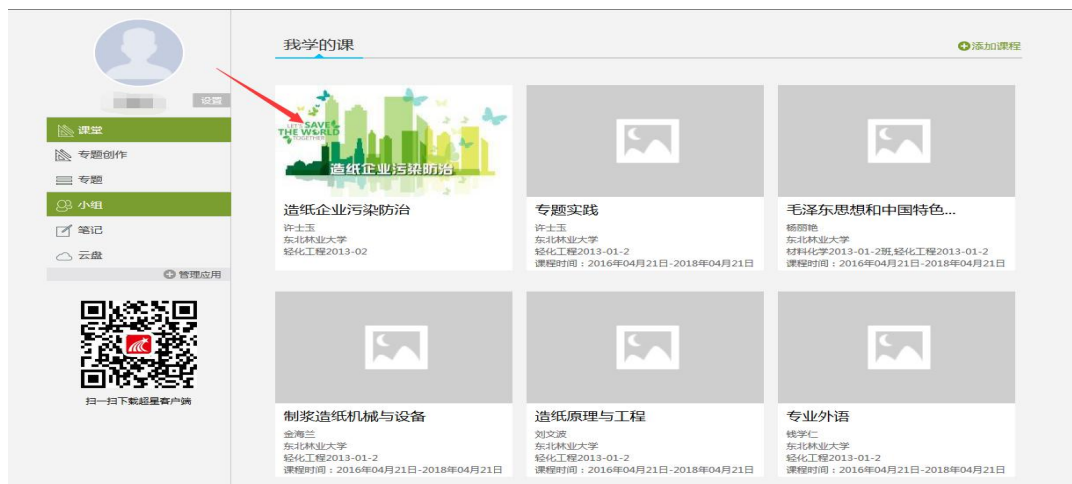 设置
课堂
专题创作
专题
小组
笔记
云盘
管理应用
扫一扫下载超星客户端
我学的课
添加课程
LET'S SAVE
THE WORLD
TOGETHER
造纸企业污染防治
造纸企业污染防治
许士玉
东北林业大学
轻化工程2013-02
专题实践
许士玉
东北林业大学
轻化工程2013-01-2
课程时间：2016年04月21日-2018年04月21日
毛泽东思想和中国特色...
杨丽艳
东北林业大学
材料化学2013-01-2班,轻化工程2013-01-2
课程时间：2016年04月21日-2018年04月21日
制浆造纸机械与设备
金海兰
东北林业大学
轻化工程2013-01-2
课程时间：2016年04月21日-2018年04月21日
造纸原理与工程
刘文波
东北林业大学
轻化工程2013-01-2
课程时间：2016年04月21日-2018年04月21日
专业外语
钱学仁
东北林业大学
轻化工程2013-01-2
课程时间：2016年04月21日-2018年04月21日